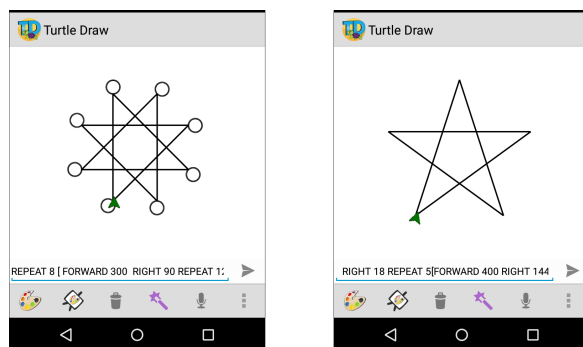 Turtle Draw
REPEAT 8 [ FORWARD 300  RIGHT 90 REPEAT 12
Turtle Draw
RIGHT 18 REPEAT 5[FORWARD 400 RIGHT 144